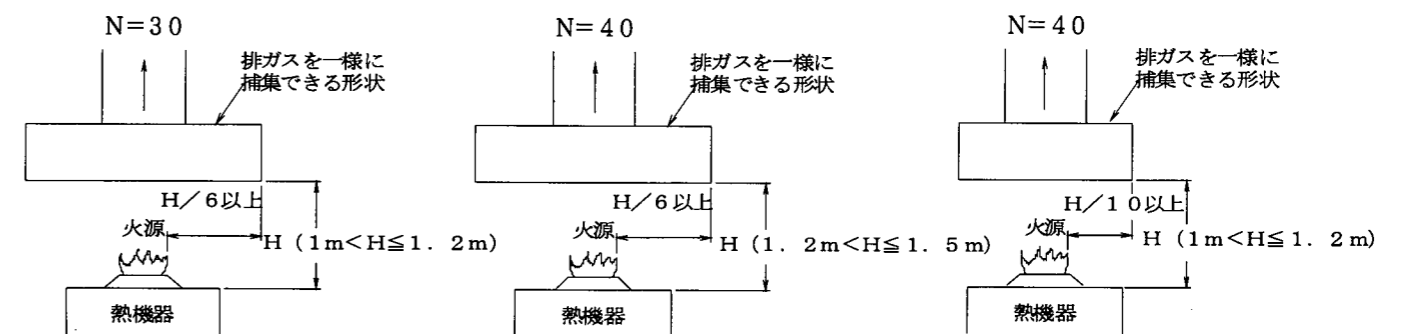 N=30
排ガスを一様に
捕集できる形状
H/6以上
火源
H（1m<H≦1.2m）
熱機器
N=40
排ガスを一様に
捕集できる形状
H/6以上
火源
H（1.2m<H≦1.5m）
熱機器
N=40
排ガスを一様に
捕集できる形状
H/10以上
火源
H（1m<H≦1.2m）
熱機器